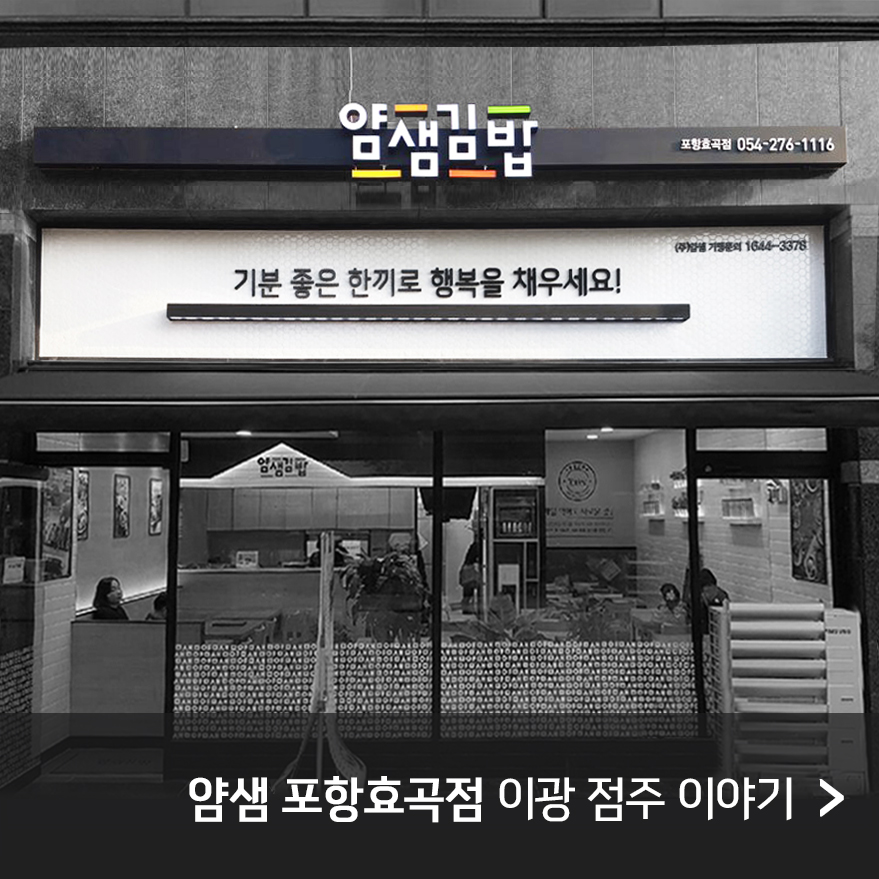 얌샘김밥
포항효곡점 054-276-1116
(주)얌샘 가맹문의 1644-3378
기분 좋은 한끼로 행복을 채우세요!
얌샘김밥
얌샘 포항효곡점 이광 점주 이야기 >